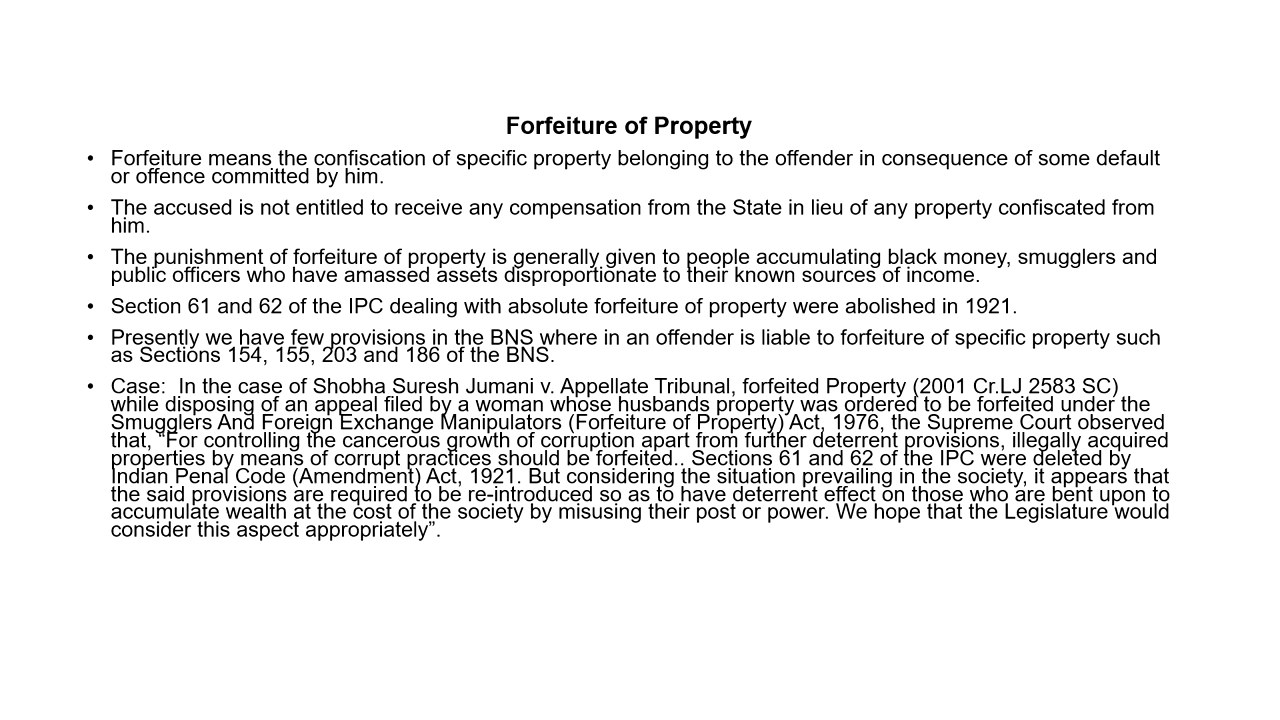 Forfeiture of Property
• Forfeiture means the confiscation of specific property belonging to the offender in consequence of some default
or offence committed by him.
• The accused is not entitled to receive any compensation from the State in lieu of any property confiscated from
him.
• The punishment of forfeiture of property is generally given to people accumulating black money, smugglers and
public officers who have amassed assets disproportionate to their known sources of income.
• Section 61 and 62 of the IPC dealing with absolute forfeiture of property were abolished in 1921.
• Presently we have few provisions in the BNS where in an offender is liable to forfeiture of specific property such
as Sections 154, 155, 203 and 186 of the BNS.
• Case:  In the case of Shobha Suresh Jumani v. Appellate Tribunal, forfeited Property (2001 Cr.LJ 2583 SC)
while disposing of an appeal filed by a woman whose husbands property was ordered to be forfeited under the
Smugglers And Foreign Exchange Manipulators (Forfeiture of Property) Act, 1976, the Supreme Court observed
that, “For controlling the cancerous growth of corruption apart from further deterrent provisions, illegally acquired
properties by means of corrupt practices should be forfeited.. Sections 61 and 62 of the IPC were deleted by
Indian Penal Code (Amendment) Act, 1921. But considering the situation prevailing in the society, it appears that
the said provisions are required to be re-introduced so as to have deterrent effect on those who are bent upon to
accumulate wealth at the cost of the society by misusing their post or power. We hope that the Legislature would
consider this aspect appropriately”.